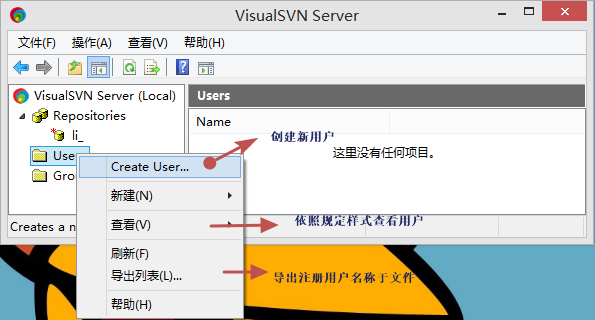 VisualSVN Server
文件(F) 操作(A) 查看(V) 帮助(H)
VisualSVN Server (Local)
Repositories
li_
Use
Gro
Users
Name
这里没有任何项目。
创建新用户
Create User...
新建(N)
查看(V)
依照规定样式查看用户
刷新(F)
导出列表(L)...
导出注册用户名称于文件
帮助(H)
Creates a n